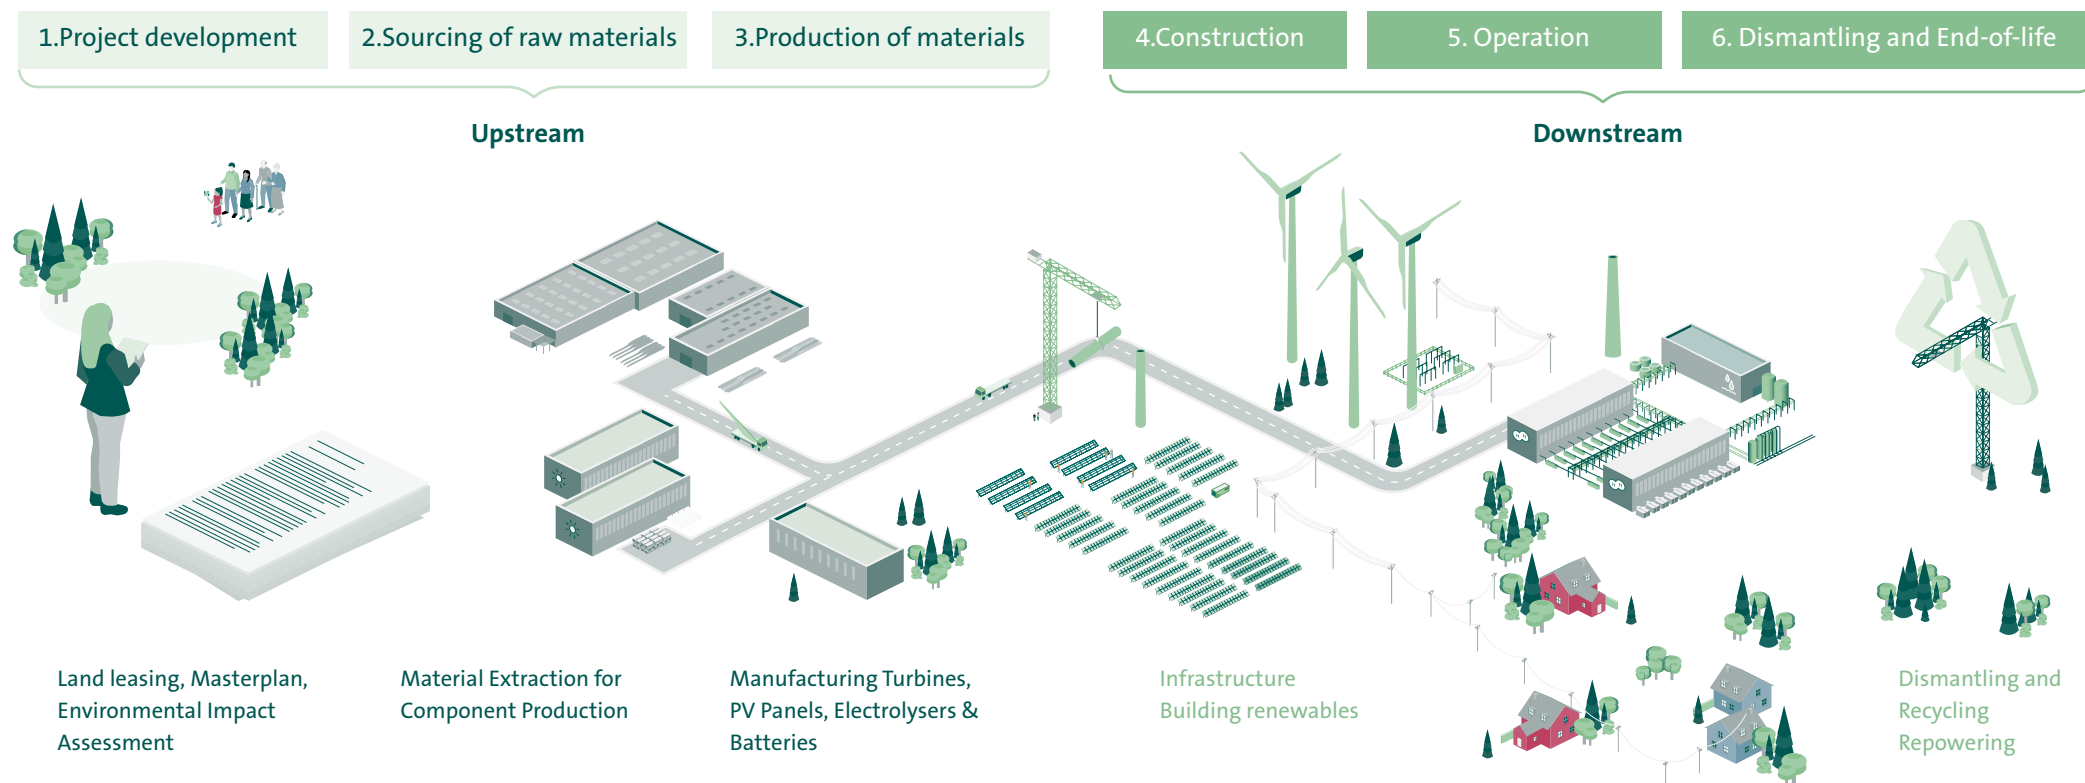 1.Project development
2.Sourcing of raw materials
3.Production of materials
4.Construction
5. Operation
6. Dismantling and End-of-life
Upstream
Downstream
Land leasing, Masterplan,
Environmental Impact
Assessment
Material Extraction for
Component Production
Manufacturing Turbines,
PV Panels, Electrolysers &
Batteries
Infrastructure
Building renewables
Dismantling and
Recycling
Repowering